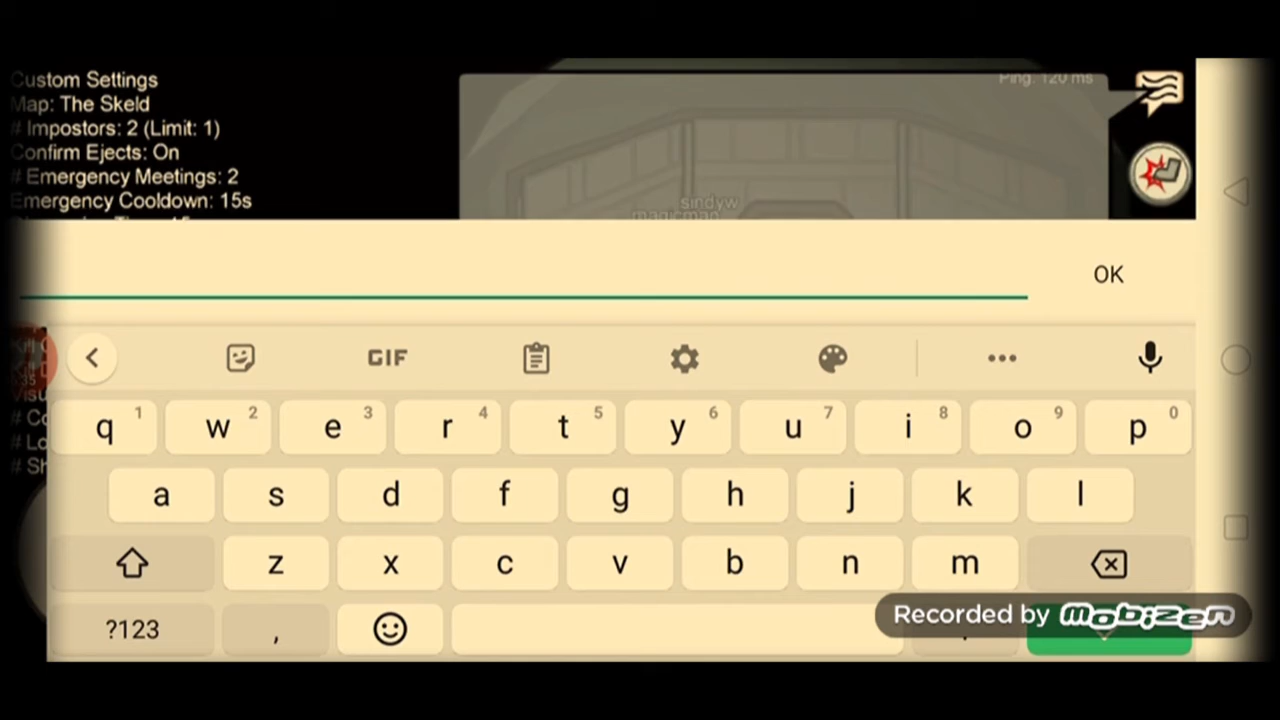 Custom Settings
Map: The Skeld
# Impostors: 2 (Limit: 1)
Confirm Ejects: On
# Emergency Meetings: 2
Emergency Cooldown: 15s
Ping: 120 ms
sindyw
magicman
OK
GIF
q 1 w 2 e 3 r 4 t 5 y 6 u 7 i 8 o 9 p 0
a s d f g h j k l
z x c v b n m
?123 ,
Recorded by Mobizen